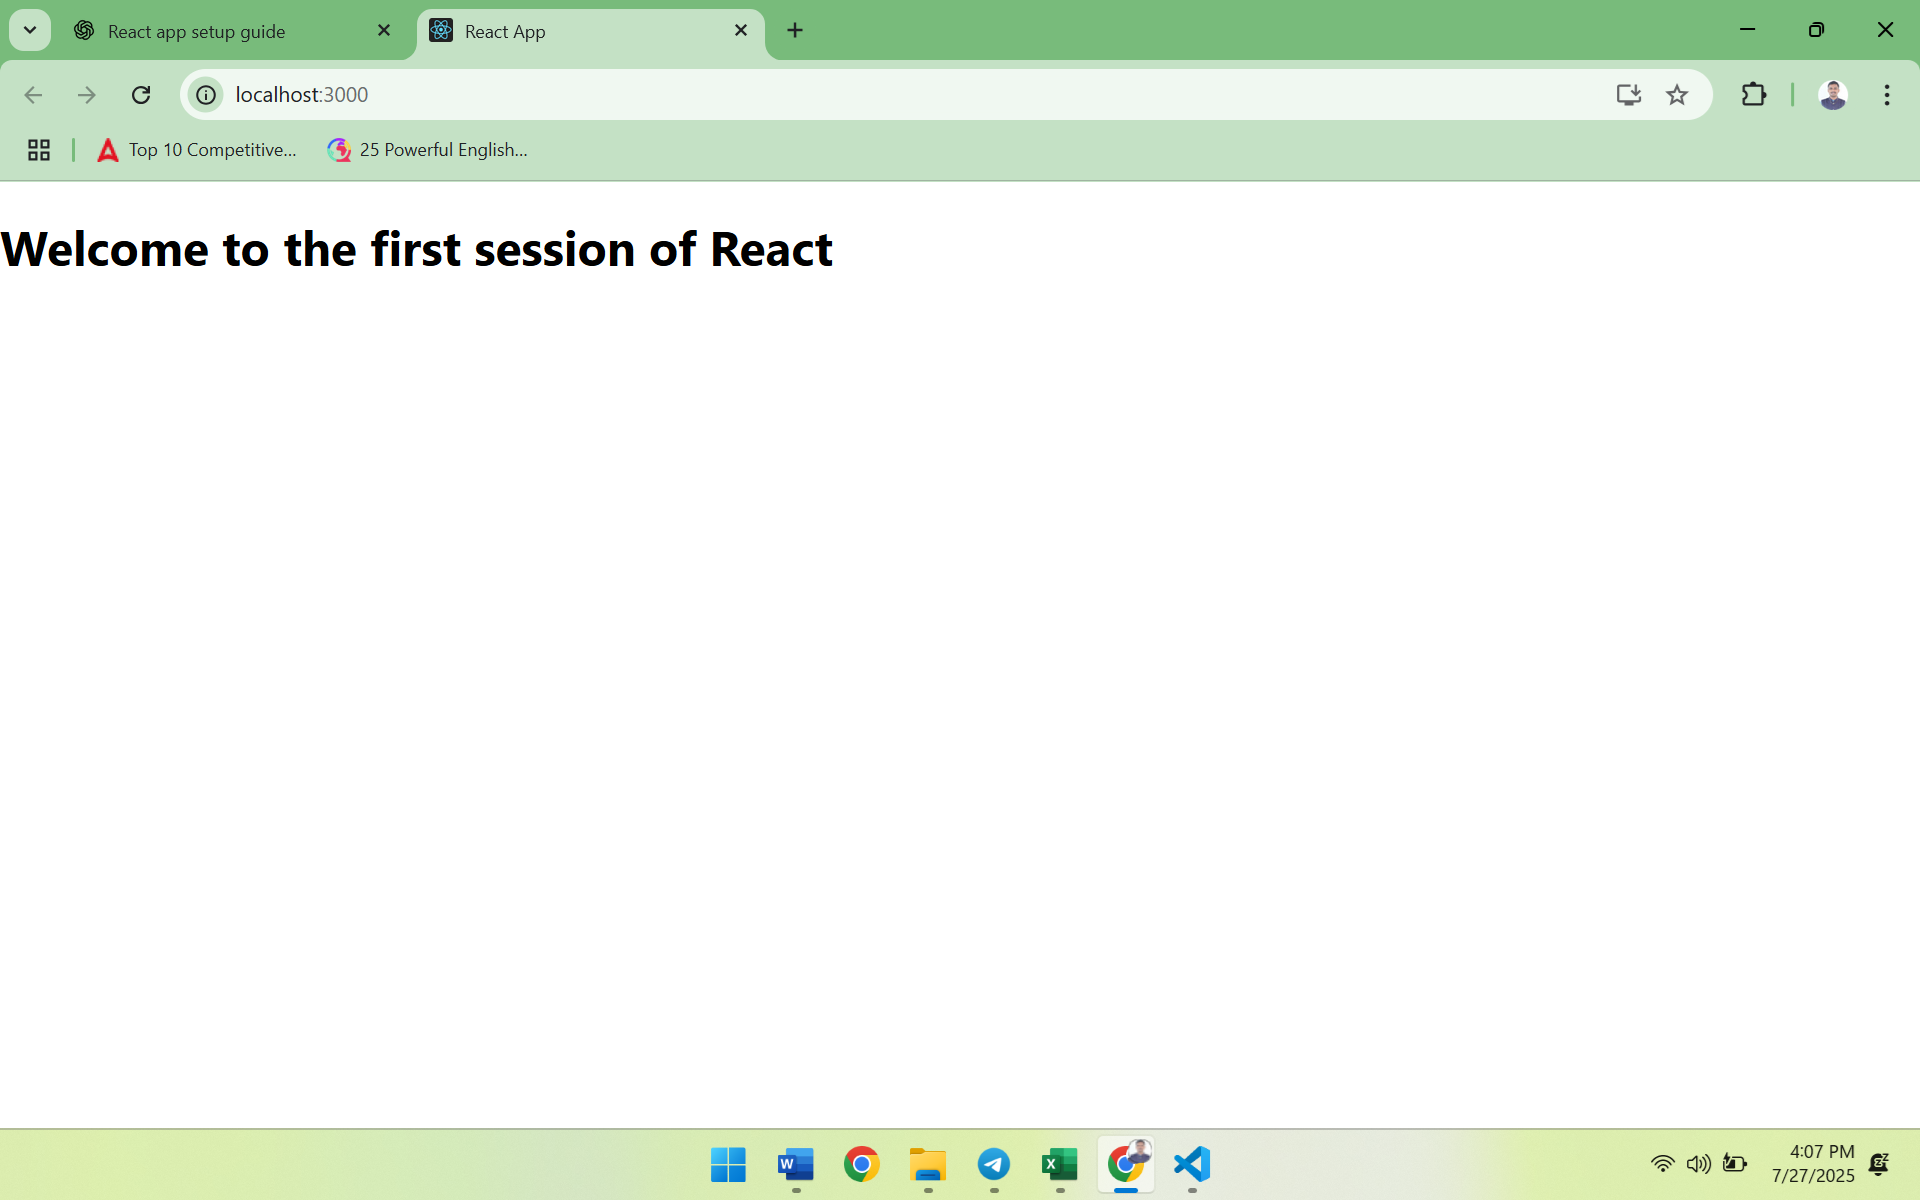 React app setup guide
React App
localhost:3000
Top 10 Competitive...
25 Powerful English...
Welcome to the first session of React
4:07 PM
7/27/2025